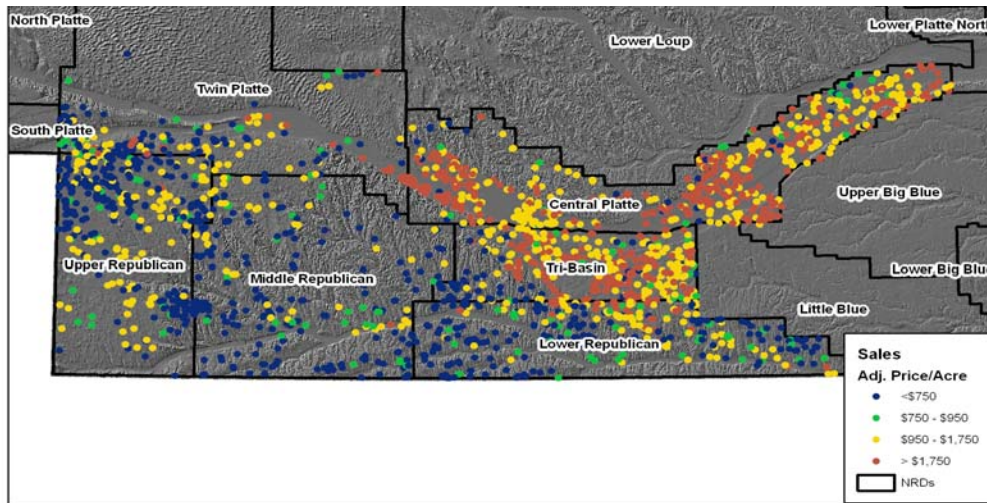 North Platte
Lower Platte North
Lower Loup
Twin Platte
South Platte
Upper Big Blue
Central Platte
Upper Republican
Middle Republican
Tri-Basin
Lower Big Blue
Little Blue
Lower Republican
Sales
Adj. Price/Acre
<$750
$750 - $950
$950 - $1,750
> $1,750
NRDs